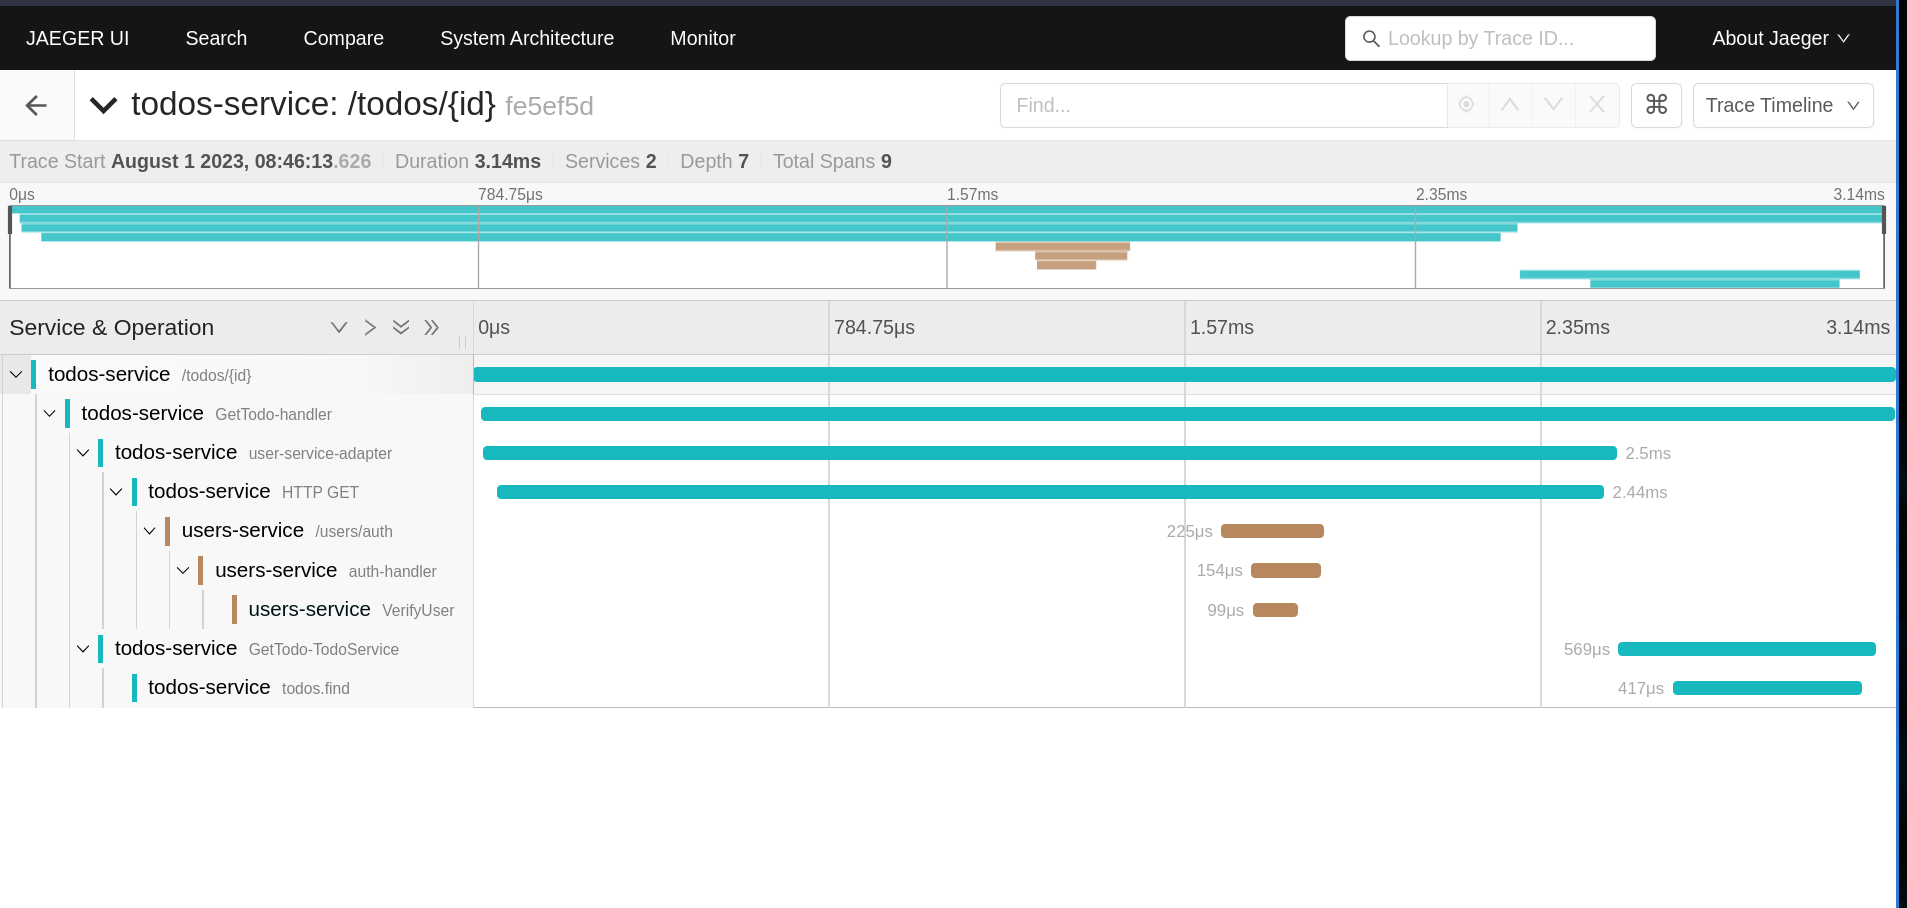 JAEGER UI Search Compare System Architecture Monitor Lookup by Trace ID... About Jaeger
todos-service: /todos/{id} fe5ef5d Find... ⌘ Trace Timeline
Trace Start August 1 2023, 08:46:13.626 Duration 3.14ms Services 2 Depth 7 Total Spans 9
0μs 784.75μs 1.57ms 2.35ms 3.14ms
Service & Operation 0μs 784.75μs 1.57ms 2.35ms 3.14ms
todos-service /todos/{id}
todos-service GetTodo-handler
todos-service user-service-adapter 2.5ms
todos-service HTTP GET 2.44ms
users-service /users/auth 225μs
users-service auth-handler 154μs
users-service VerifyUser 99μs
todos-service GetTodo-TodoService 569μs
todos-service todos.find 417μs